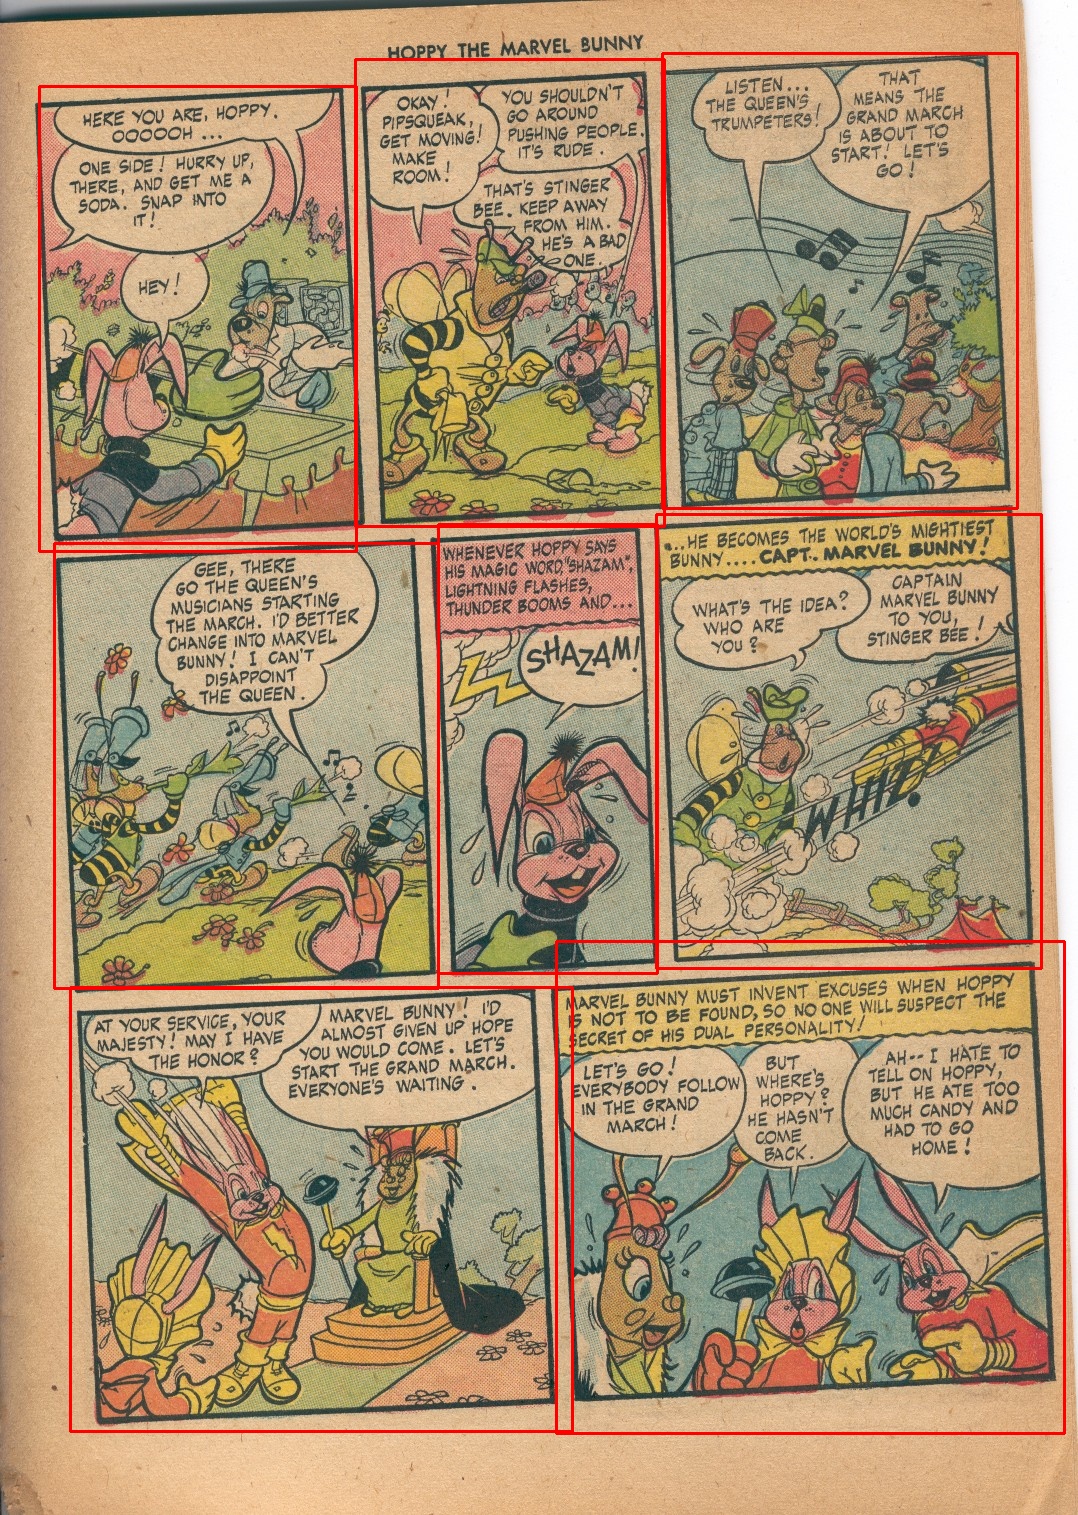 HOPPY THE MARVEL BUNNY
HERE YOU ARE, HOPPY.
OOOOOH ...
ONE SIDE! HURRY UP,
THERE, AND GET ME A
SODA. SNAP INTO
IT!
HEY!
OKAY!
PIPSQUEAK,
GET MOVING!
MAKE
ROOM!
YOU SHOULDN'T
GO AROUND
PUSHING PEOPLE.
IT'S RUDE.
THAT'S STINGER
BEE. KEEP AWAY
FROM HIM.
HE'S A BAD
ONE.
LISTEN...
THE QUEEN'S
TRUMPETERS!
THAT
MEANS THE
GRAND MARCH
IS ABOUT TO
START! LET'S
GO!
GEE, THERE
GO THE QUEEN'S
MUSICIANS STARTING
THE MARCH. I'D BETTER
CHANGE INTO MARVEL
BUNNY! I CAN'T
DISAPPOINT
THE QUEEN.
WHENEVER HOPPY SAYS
HIS MAGIC WORD, "SHAZAM",
LIGHTNING FLASHES,
THUNDER BOOMS AND...
SHAZAM!
...HE BECOMES THE WORLD'S MIGHTIEST
BUNNY.... CAPT. MARVEL BUNNY!
WHAT'S THE IDEA?
WHO ARE
YOU?
CAPTAIN
MARVEL BUNNY
TO YOU,
STINGER BEE!
WHIZ!
AT YOUR SERVICE, YOUR
MAJESTY! MAY I HAVE
THE HONOR?
MARVEL BUNNY! I'D
ALMOST GIVEN UP HOPE
YOU WOULD COME. LET'S
START THE GRAND MARCH.
EVERYONE'S WAITING.
MARVEL BUNNY MUST INVENT EXCUSES WHEN HOPPY
IS NOT TO BE FOUND, SO NO ONE WILL SUSPECT THE
SECRET OF HIS DUAL PERSONALITY!
LET'S GO!
EVERYBODY FOLLOW
IN THE GRAND
MARCH!
BUT
WHERE'S
HOPPY?
HE HASN'T
COME
BACK.
AH-- I HATE TO
TELL ON HOPPY,
BUT HE ATE TOO
MUCH CANDY AND
HAD TO GO
HOME!